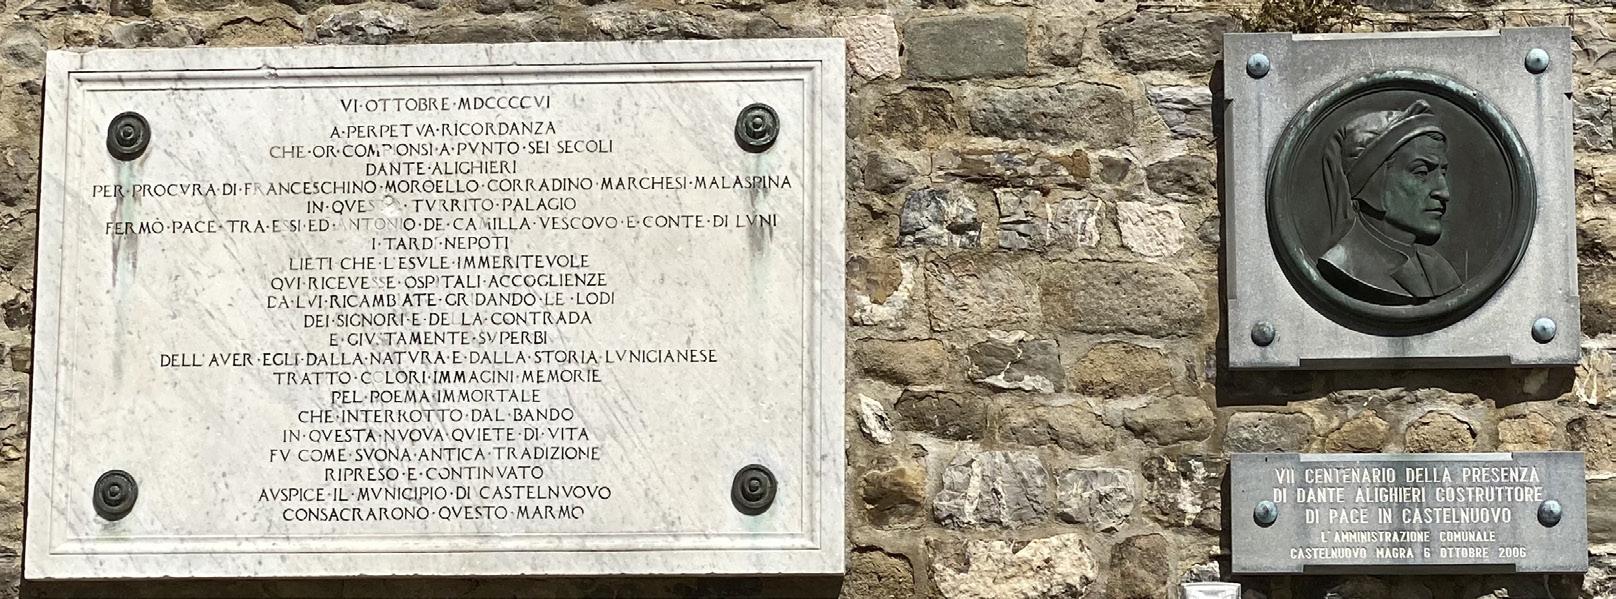 VI·OTTOBRE·MDCCCCVI
A·PERPETVA·RICORDANZA
CHE·OR·COMPIONSI·A·PVNTO·SEI SECOLI
DANTE·ALIGHIERI
PER·PROCVRA·DI·FRANCESCHINO·MOROELLO·CORRADINO·MARCHESI·MALASPINA
IN·QVESTO·TVRRITO·PALAGIO
FERMÒ·PACE·TRA·ESSI·ED·ANTONIO·DE·CAMILLA·VESCOVO·E·CONTE·DI·LVNI
I·TARDI·NEPOTI
LIETI·CHE·L'ESVLE·IMMERITEVOLE
QVI·RICEVESSE·OSPITALI·ACCOGLIENZE
DA·LVI·RICAMBIATE·GRIDANDO·LE·LODI
DEI·SIGNORI·E·DELLA·CONTRADA
E·GIVSTAMENTE·SVPERBI
DELL'AVER·EGLI·DALLA·NATVRA·E·DALLA·STORIA·LVNIGIANESE
TRATTO·COLORI·IMMAGINI·MEMORIE
PEL·POEMA·IMMORTALE
CHE·INTERROTTO·DAL·BANDO
IN·QVESTA·NVOVA·QVIETE·DI·VITA
FV·COME·SVONA·ANTICA·TRADIZIONE
RIPRESO·E·CONTINVATO
AVSPICE·IL·MVNICIPIO·DI·CASTELNVOVO
CONSACRARONO·QVESTO·MARMO
VII CENTENARIO DELLA PRESENZA
DI DANTE ALIGHIERI COSTRUTTORE
DI PACE IN CASTELNUOVO
L'AMMINISTRAZIONE COMUNALE
CASTELNUOVO MAGRA 6 OTTOBRE 2006